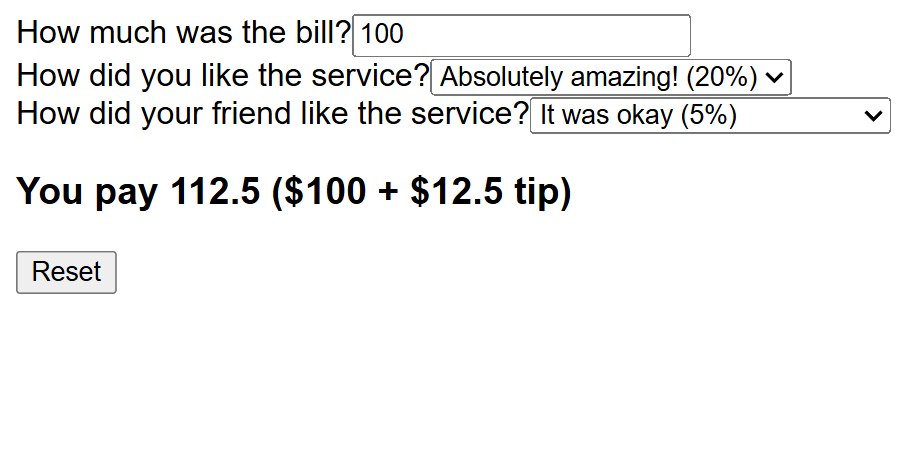 How much was the bill? 100
How did you like the service? Absolutely amazing! (20%)
How did your friend like the service? It was okay (5%)
You pay 112.5 ($100 + $12.5 tip)
Reset